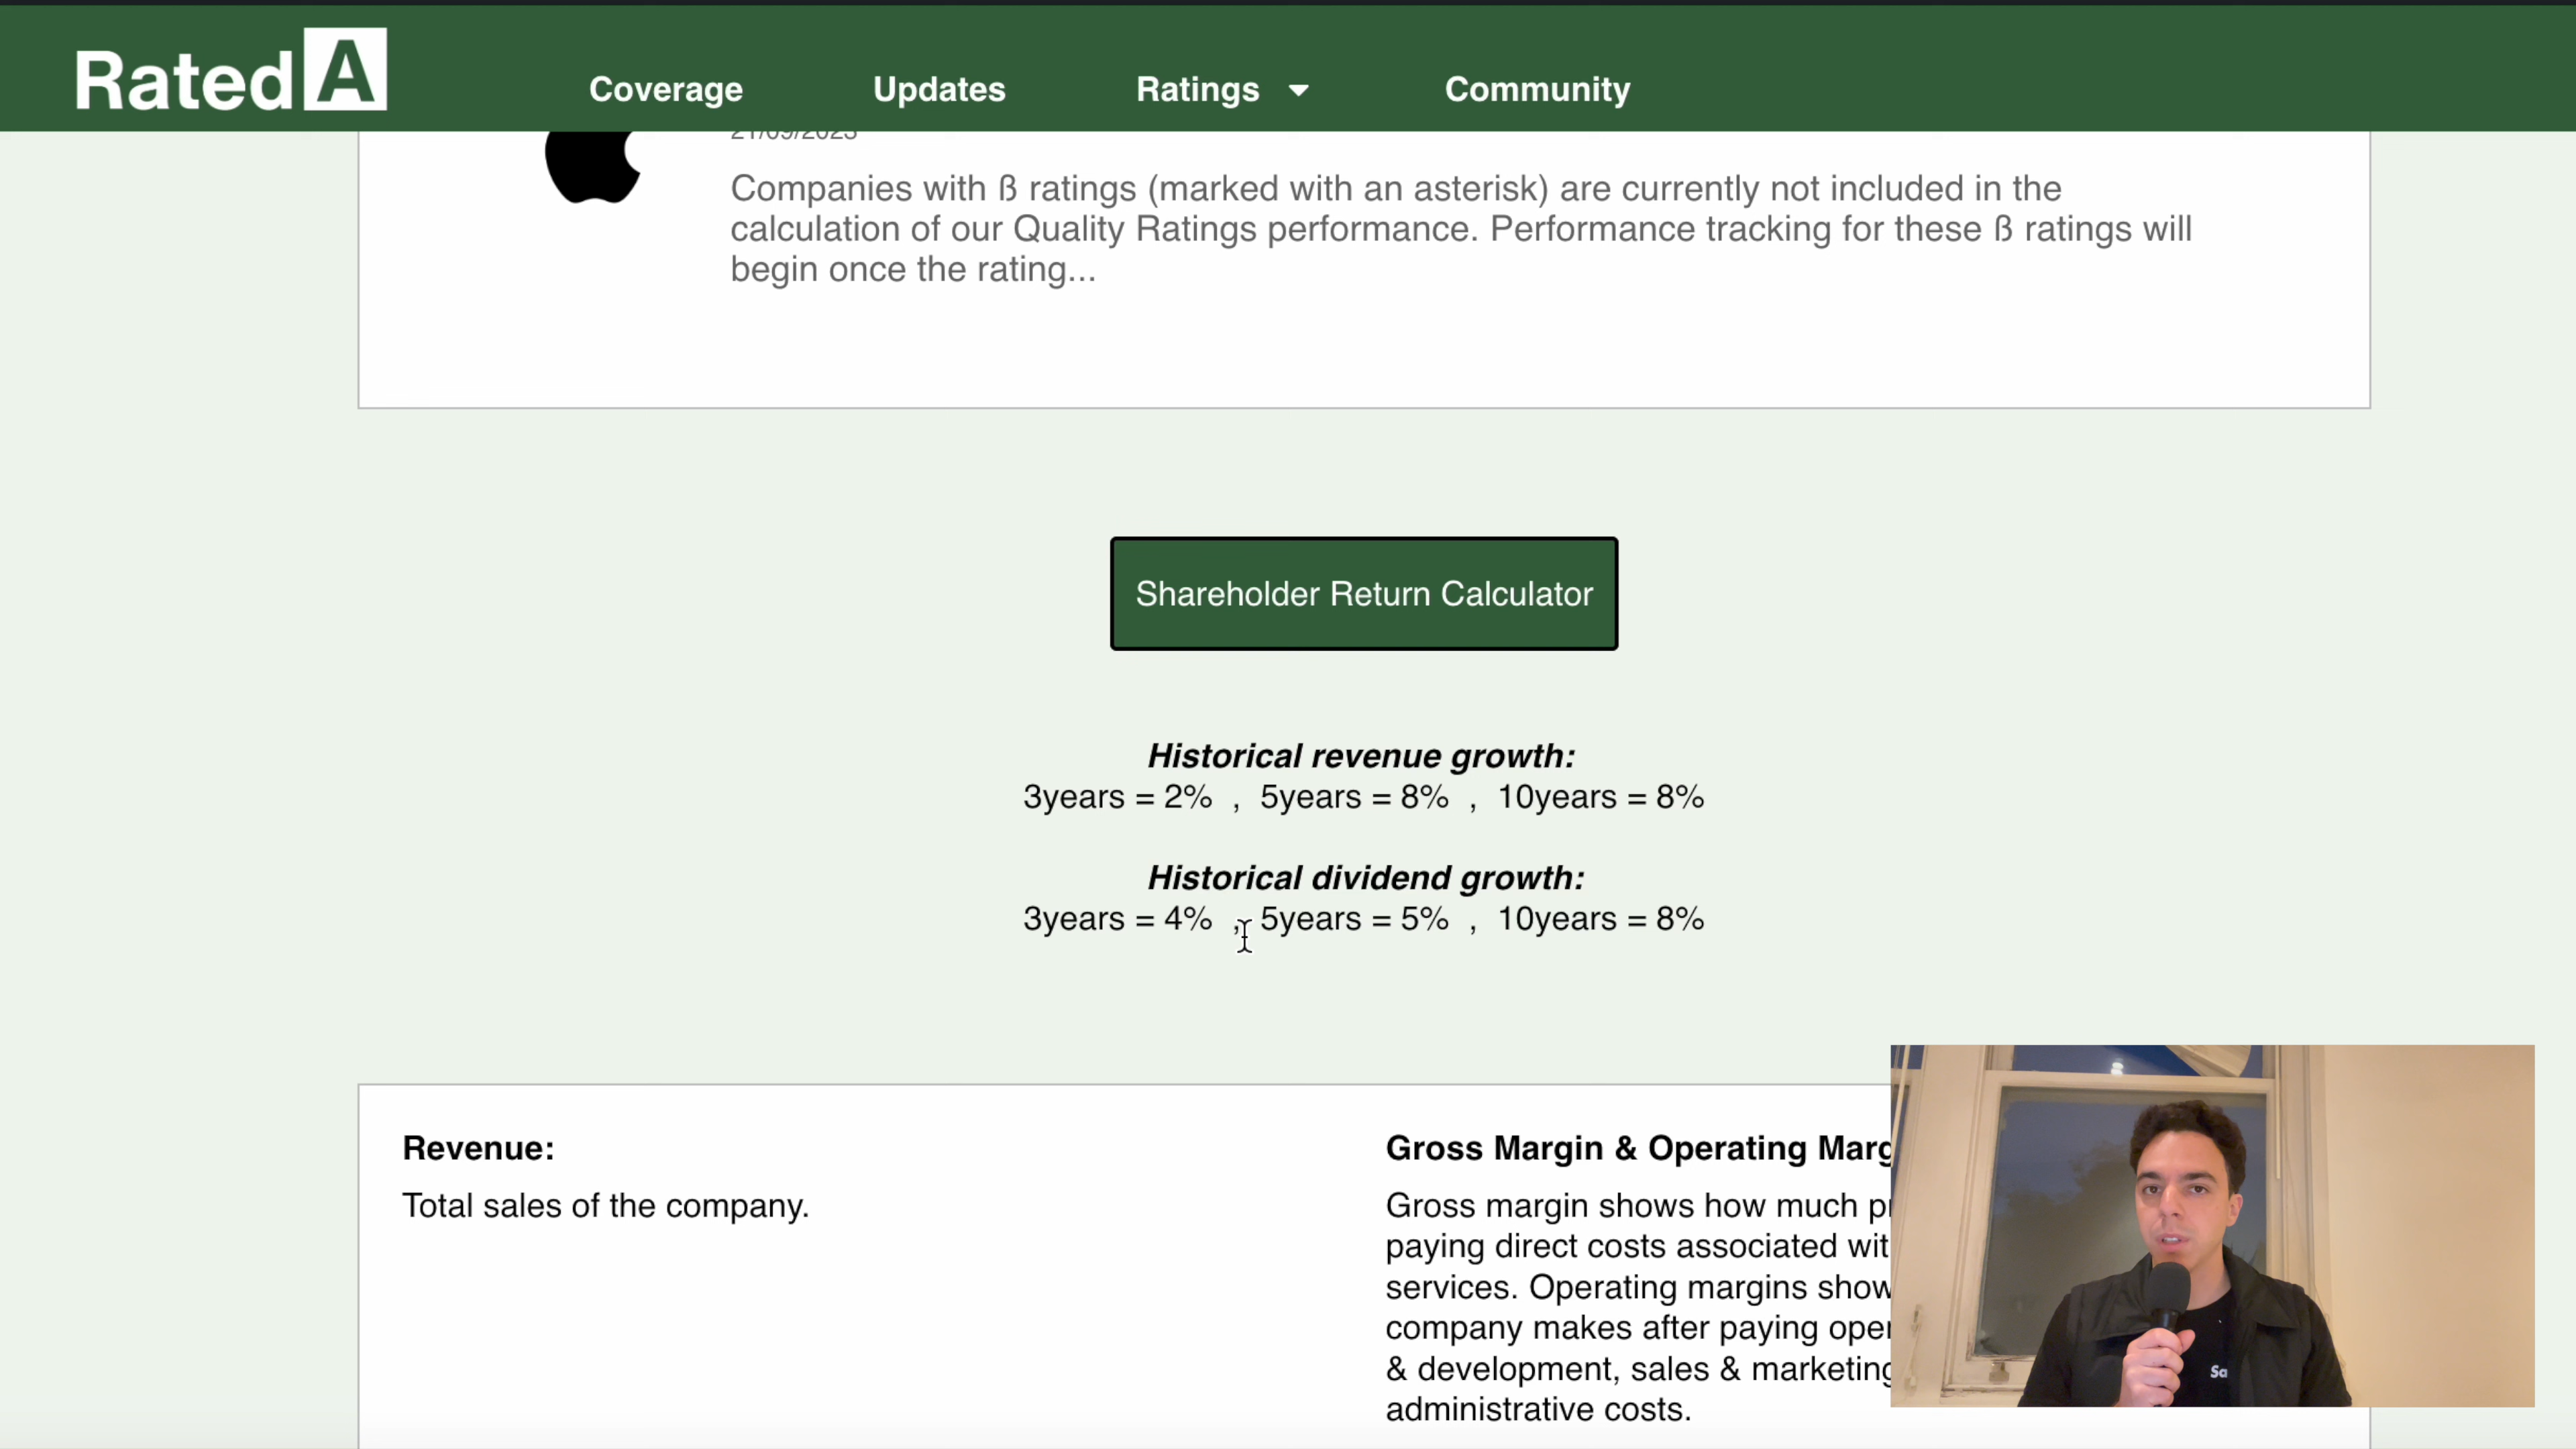 Rated A
Coverage
Updates
Ratings
Community
21/09/2023
Companies with ß ratings (marked with an asterisk) are currently not included in the
calculation of our Quality Ratings performance. Performance tracking for these ß ratings will
begin once the rating...
Shareholder Return Calculator
Historical revenue growth:
3years = 2% , 5years = 8% , 10years = 8%
Historical dividend growth:
3years = 4% , 5years = 5% , 10years = 8%
Revenue:
Total sales of the company.
Gross Margin & Operating
Gross margin shows how much
paying direct costs associated
services. Operating margins show
company makes after paying
& development, sales & marketing
administrative costs.
Sa